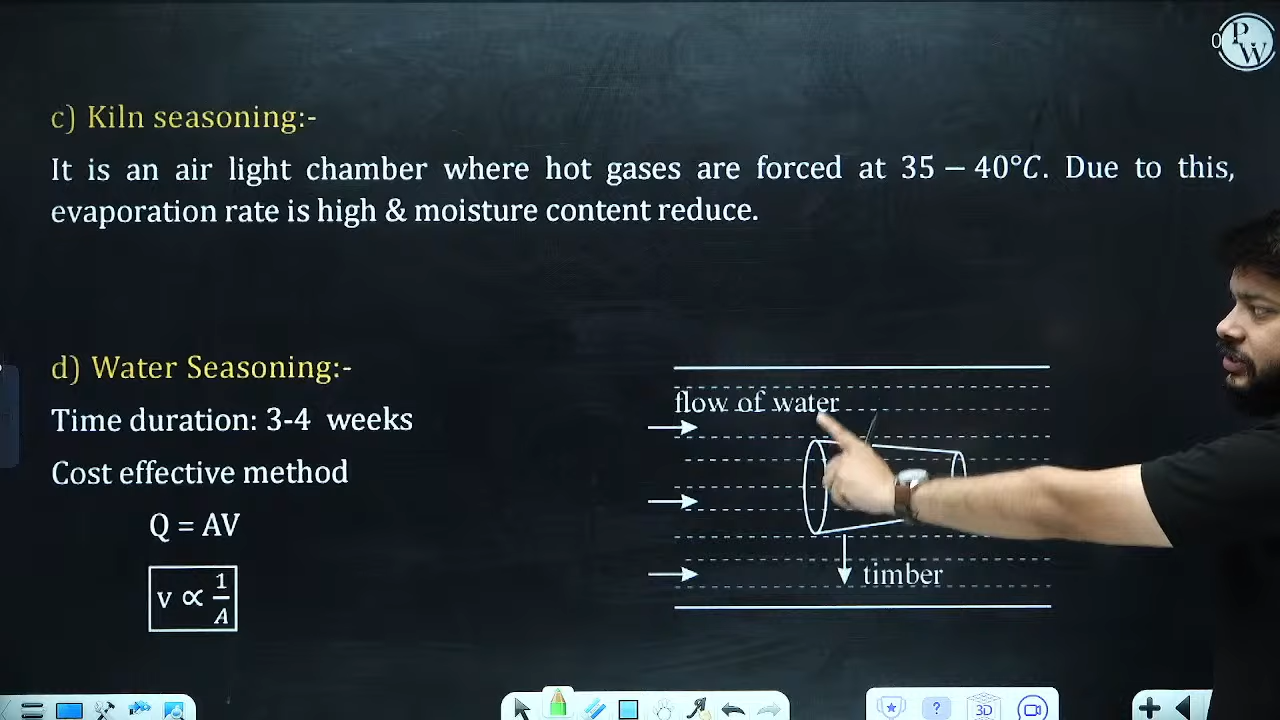 PW
c) Kiln seasoning:-
It is an air light chamber where hot gases are forced at 35 − 40°C. Due to this,
evaporation rate is high & moisture content reduce.
d) Water Seasoning:-
Time duration: 3-4 weeks
Cost effective method
Q = AV
v ∝ 1/A
flow of water
timber
3D
?